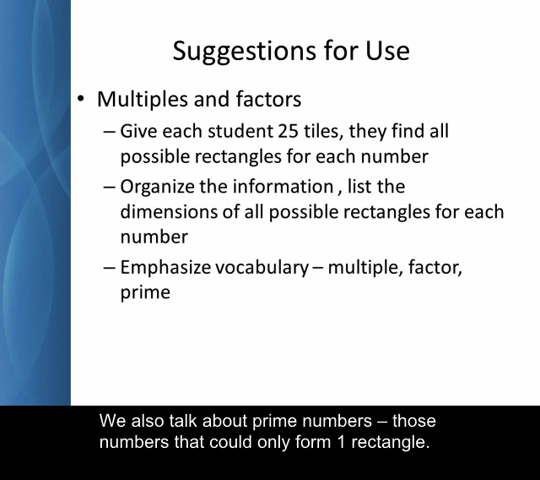 Suggestions for Use
• Multiples and factors
– Give each student 25 tiles, they find all
possible rectangles for each number
– Organize the information , list the
dimensions of all possible rectangles for each
number
– Emphasize vocabulary – multiple, factor,
prime
We also talk about prime numbers – those
numbers that could only form 1 rectangle.